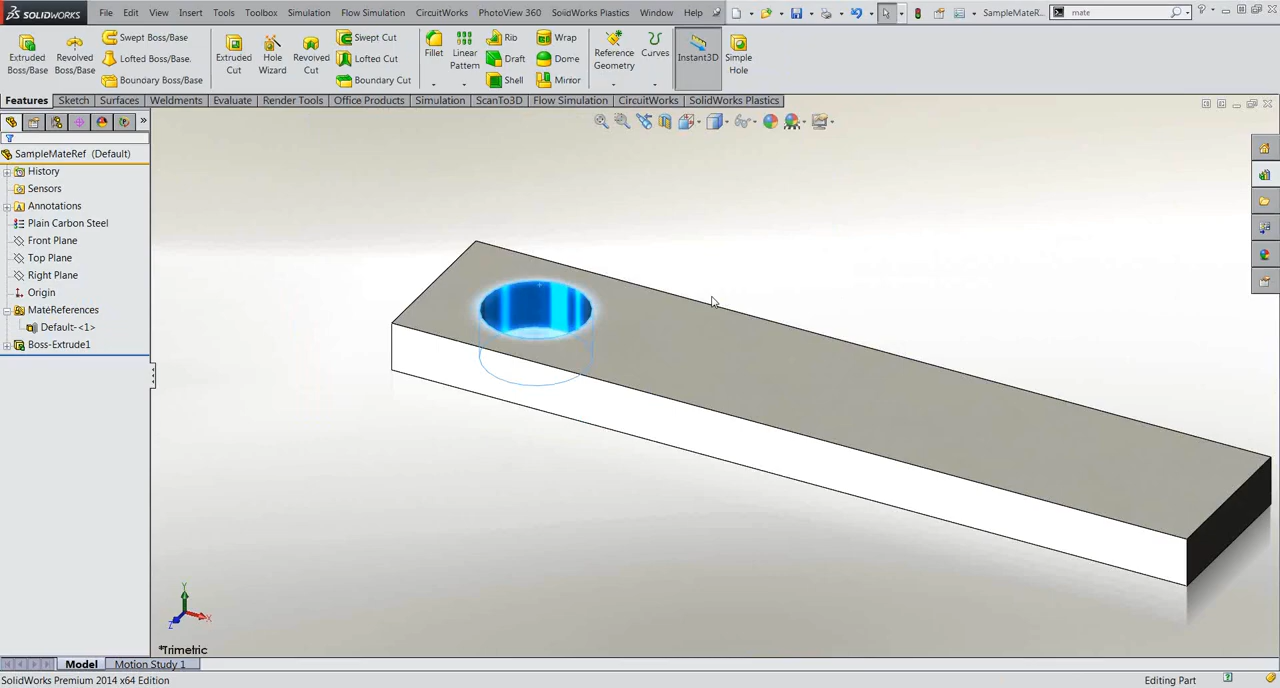 SOLIDWORKS File Edit View Insert Tools Toolbox Simulation Flow Simulation CircuitWorks PhotoView 360 SolidWorks Plastics Window Help SampleMateR... mate
Extruded Boss/Base
Revolved Boss/Base
Swept Boss/Base
Lofted Boss/Base.
Boundary Boss/Base
Extruded Cut
Hole Wizard
Revolved Cut
Swept Cut
Lofted Cut
Boundary Cut
Fillet
Linear Pattern
Rib
Draft
Shell
Wrap
Dome
Mirror
Reference Geometry
Curves
Instant3D
Simple Hole
Features Sketch Surfaces Weldments Evaluate Render Tools Office Products Simulation ScanTo3D Flow Simulation CircuitWorks SolidWorks Plastics
SampleMateRef (Default)
History
Sensors
Annotations
Plain Carbon Steel
Front Plane
Top Plane
Right Plane
Origin
MateReferences
Default-<1>
Boss-Extrude1
Y
X
Z
*Trimetric
Model Motion Study 1
SolidWorks Premium 2014 x64 Edition Editing Part